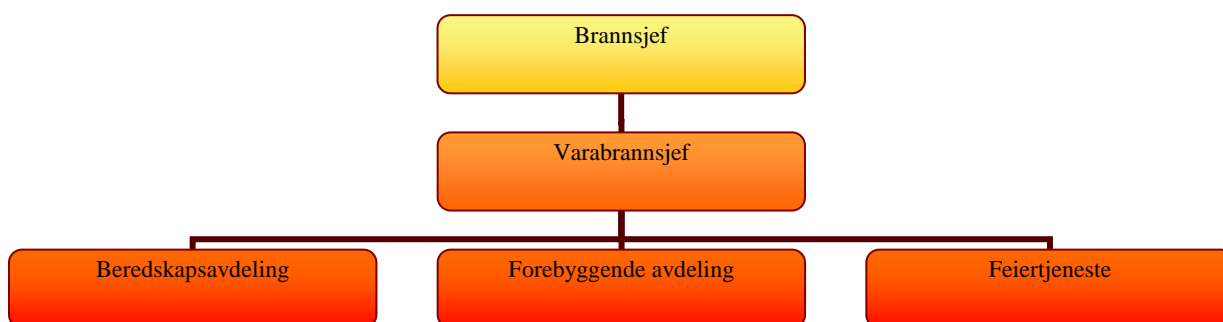 Brannsjef
Varabrannsjef
Beredskapsavdeling
Forebyggende avdeling
Feiertjeneste